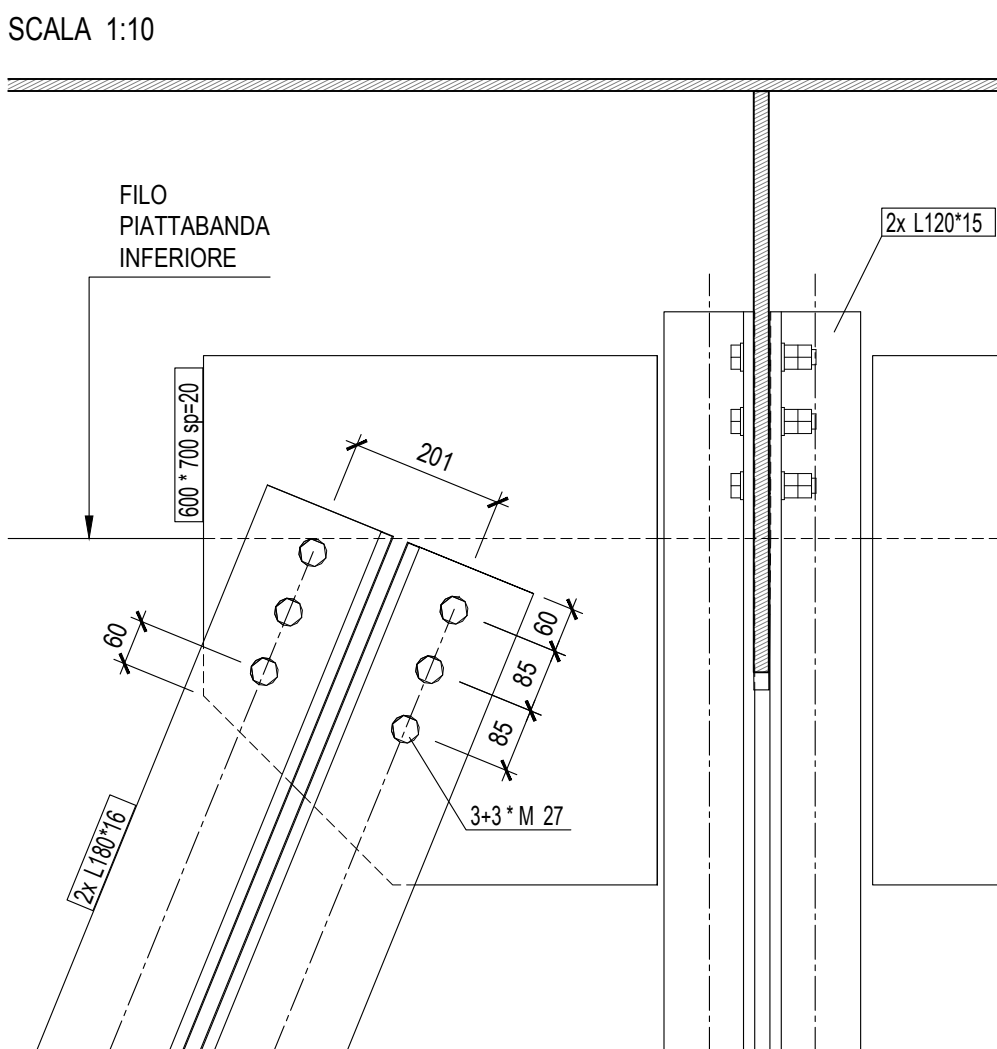 SCALA 1:10
FILO
PIATTABANDA
INFERIORE
2x L120*15
600 * 700 sp=20
201
60
60
85
85
3+3 * M 27
2x L180*16